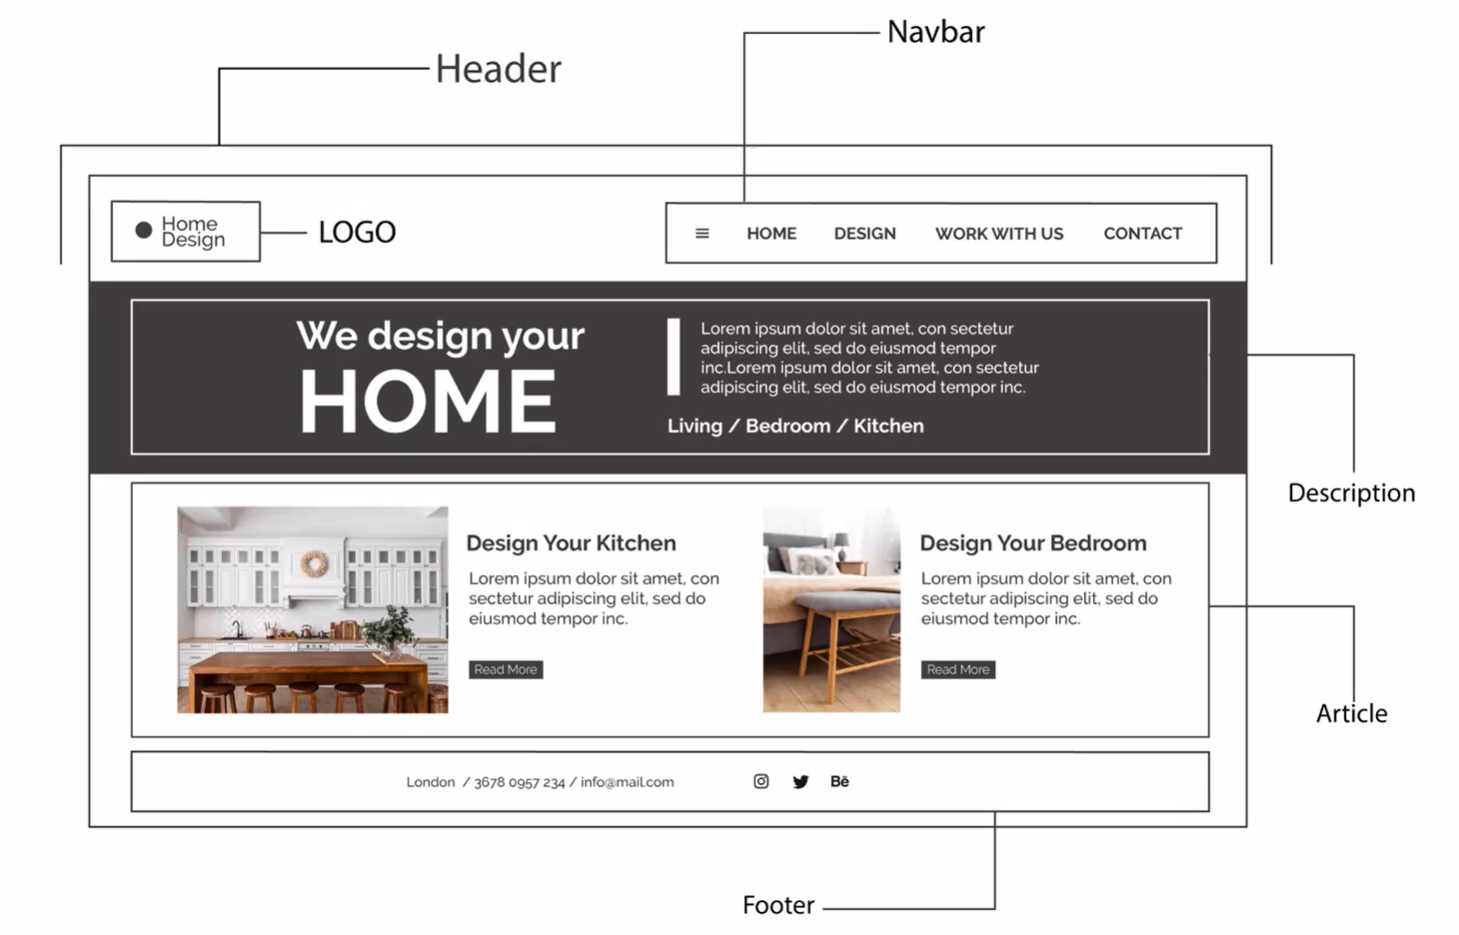 Navbar
Header
Home
Design
LOGO
HOME DESIGN WORK WITH US CONTACT
We design your
HOME
Lorem ipsum dolor sit amet, con sectetur
adipiscing elit, sed do eiusmod tempor
inc.Lorem ipsum dolor sit amet, con sectetur
adipiscing elit, sed do eiusmod tempor inc.
Living / Bedroom / Kitchen
Description
Design Your Kitchen
Lorem ipsum dolor sit amet, con
sectetur adipiscing elit, sed do
eiusmod tempor inc.
Read More
Design Your Bedroom
Lorem ipsum dolor sit amet, con
sectetur adipiscing elit, sed do
eiusmod tempor inc.
Read More
Article
London / 3678 0957 234 / info@mail.com
Bē
Footer